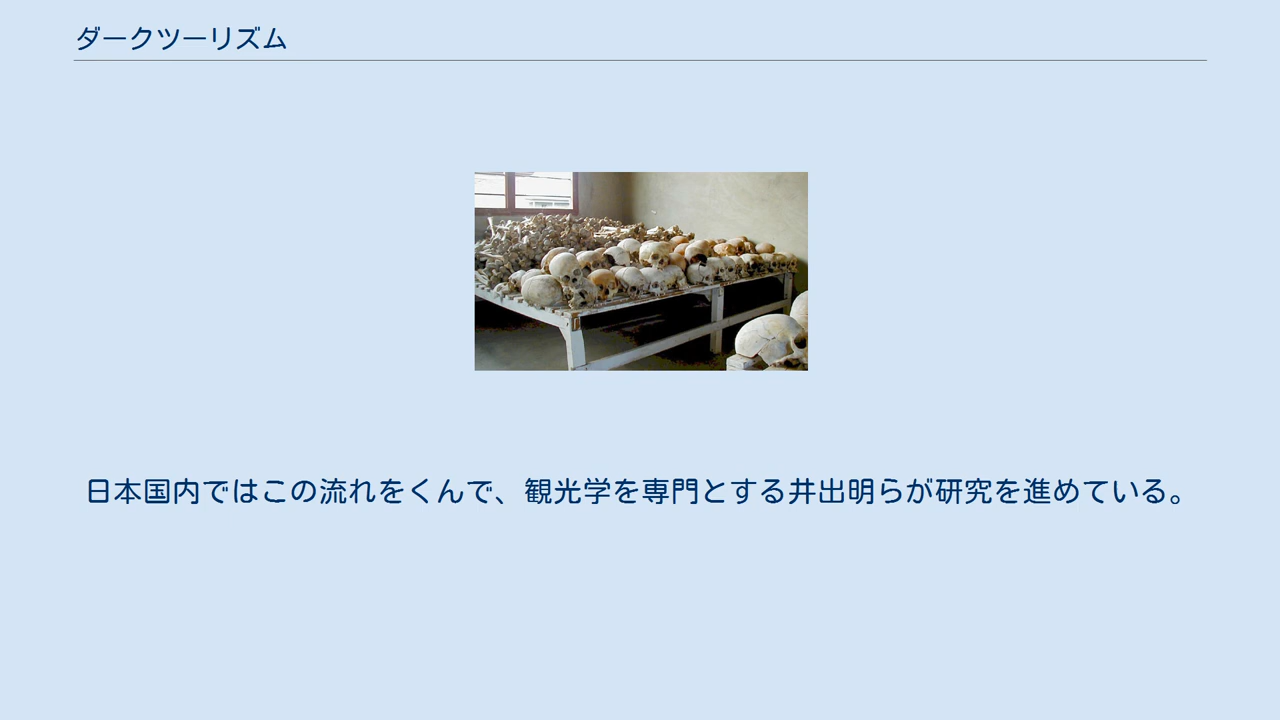 ダークツーリズム
日本国内ではこの流れをくんで、観光学を専門とする井出明らが研究を進めている。